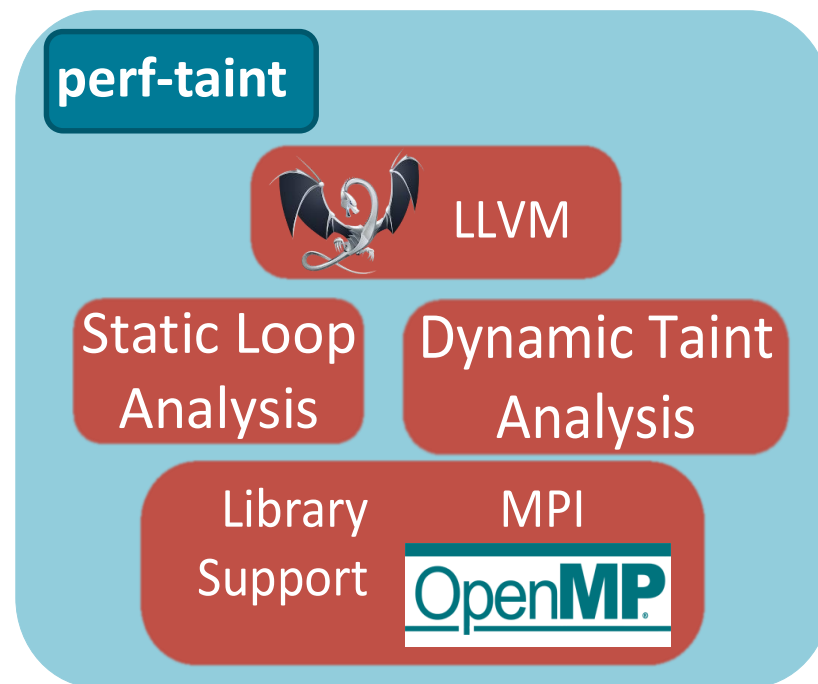 perf-taint
LLVM
Static Loop
Analysis
Dynamic Taint
Analysis
Library
Support
MPI
OpenMP